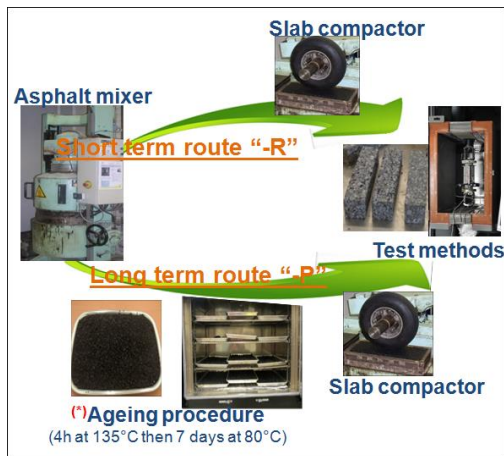 Slab compactor
Asphalt mixer
Short term route “-R”
Test methods
Long term route “-P”
Slab compactor
(*)Ageing procedure
(4h at 135°C then 7 days at 80°C)